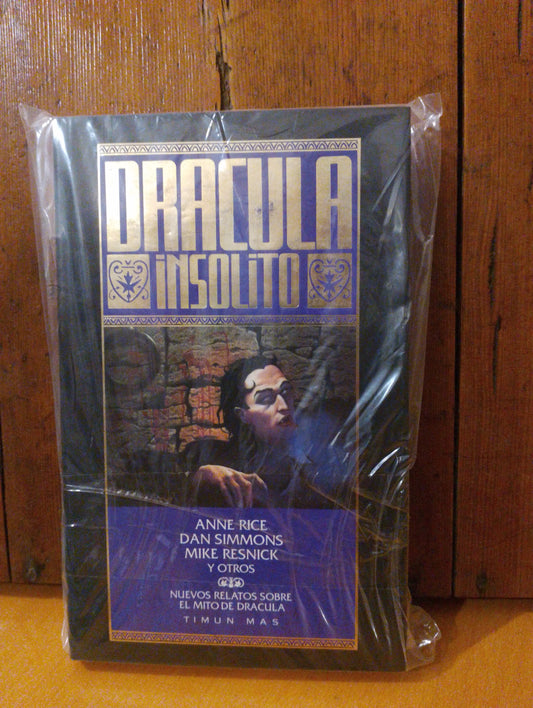 DRACULA
iNSOLiTO
ANNE RICE
DAN SIMMONS
MIKE RESNICK
Y OTROS
NUEVOS RELATOS SOBRE
EL MITO DE DRACULA
TIMUN MAS